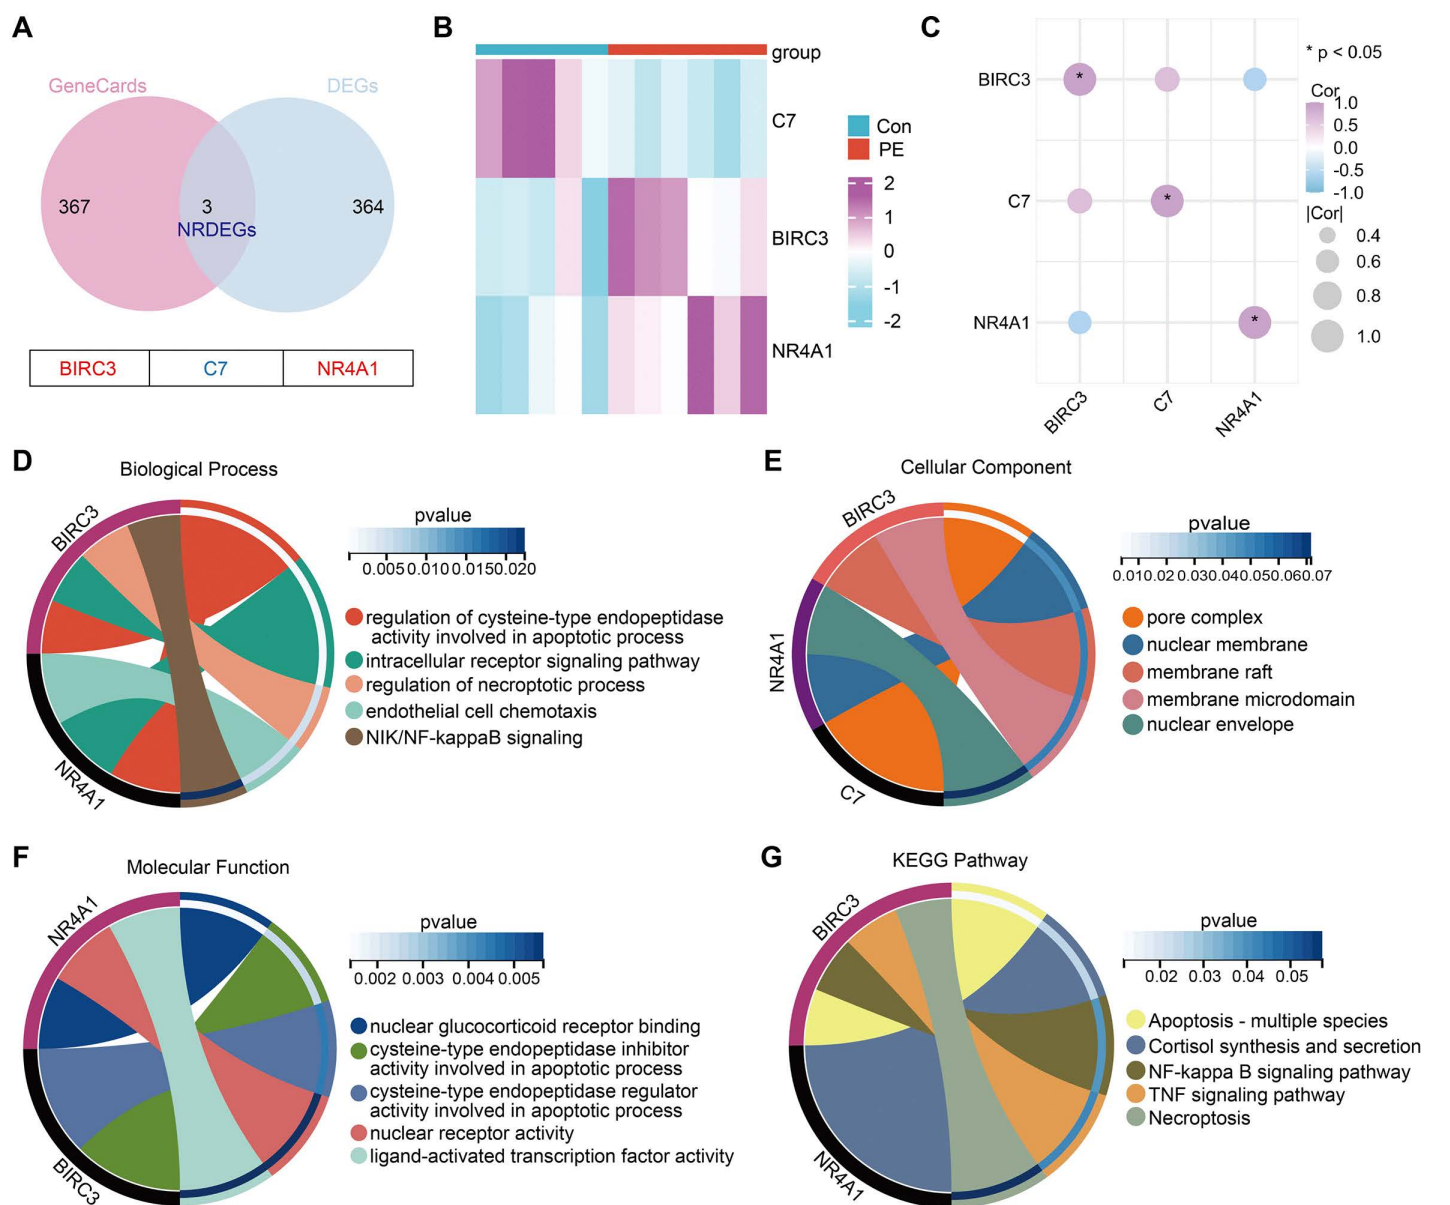 A
GeneCards
DEGs
367
3
364
NRDEGs
BIRC3
C7
NR4A1
B
group
C7
BIRC3
NR4A1
Con
PE
2
1
0
-1
-2
C
BIRC3
C7
NR4A1
BIRC3
C7
NR4A1
* p < 0.05
Cor
1.0
0.5
0.0
-0.5
-1.0
|Cor|
0.4
0.6
0.8
1.0
*
*
*
D
Biological Process
BIRC3
NR4A1
pvalue
0.005 0.010 0.015 0.020
regulation of cysteine-type endopeptidase
activity involved in apoptotic process
intracellular receptor signaling pathway
regulation of necroptotic process
endothelial cell chemotaxis
NIK/NF-kappaB signaling
E
Cellular Component
BIRC3
NR4A1
C7
pvalue
0.010 0.02 0.030 0.040 0.050 0.060 0.07
pore complex
nuclear membrane
membrane raft
membrane microdomain
nuclear envelope
F
Molecular Function
NR4A1
BIRC3
pvalue
0.002 0.003 0.004 0.005
nuclear glucocorticoid receptor binding
cysteine-type endopeptidase inhibitor
activity involved in apoptotic process
cysteine-type endopeptidase regulator
activity involved in apoptotic process
nuclear receptor activity
ligand-activated transcription factor activity
G
KEGG Pathway
BIRC3
NR4A1
pvalue
0.02 0.03 0.04 0.05
Apoptosis - multiple species
Cortisol synthesis and secretion
NF-kappa B signaling pathway
TNF signaling pathway
Necroptosis